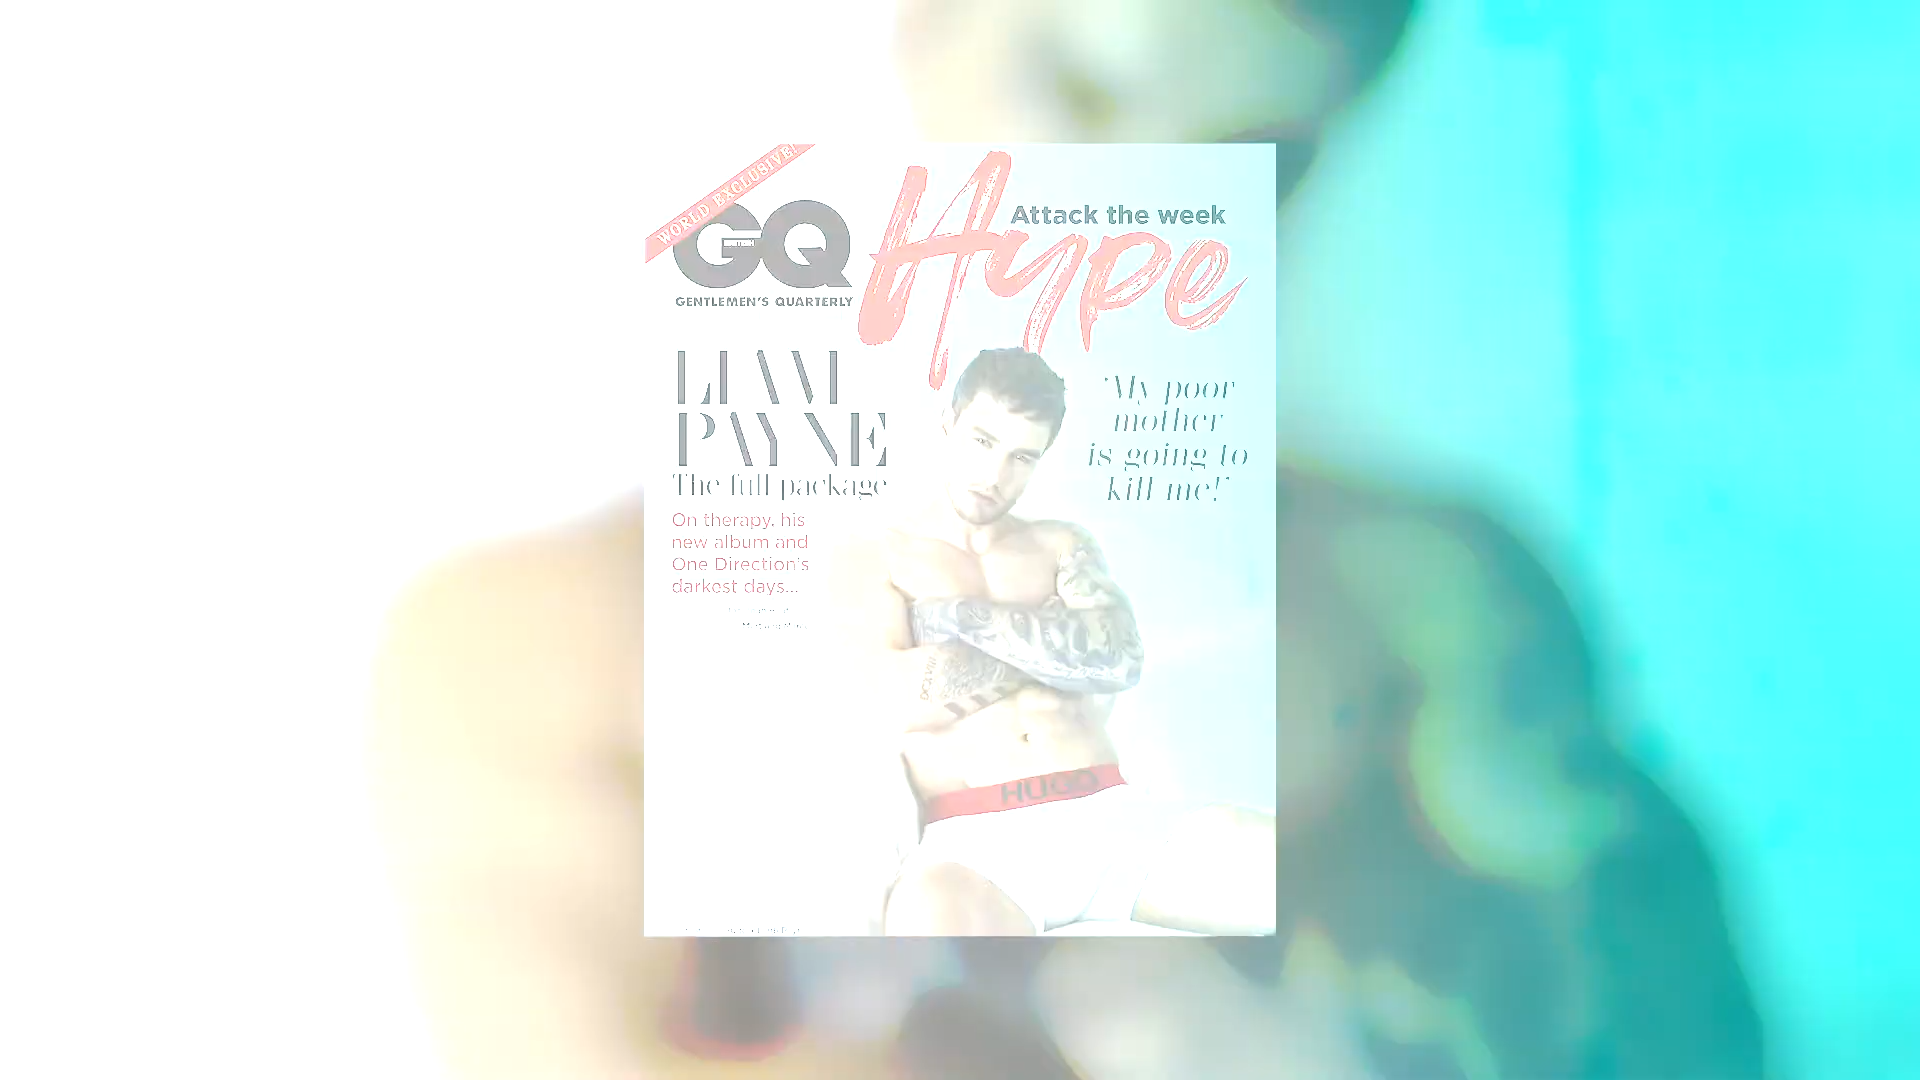 WORLD EXCLUSIVE!
GQ
BRITISH
GENTLEMEN'S QUARTERLY
Hype
Attack the week
LIAM
PAYNE
The full package
On therapy, his
new album and
One Direction's
darkest days...
'My poor
mother
is going to
kill me!'
HUGO